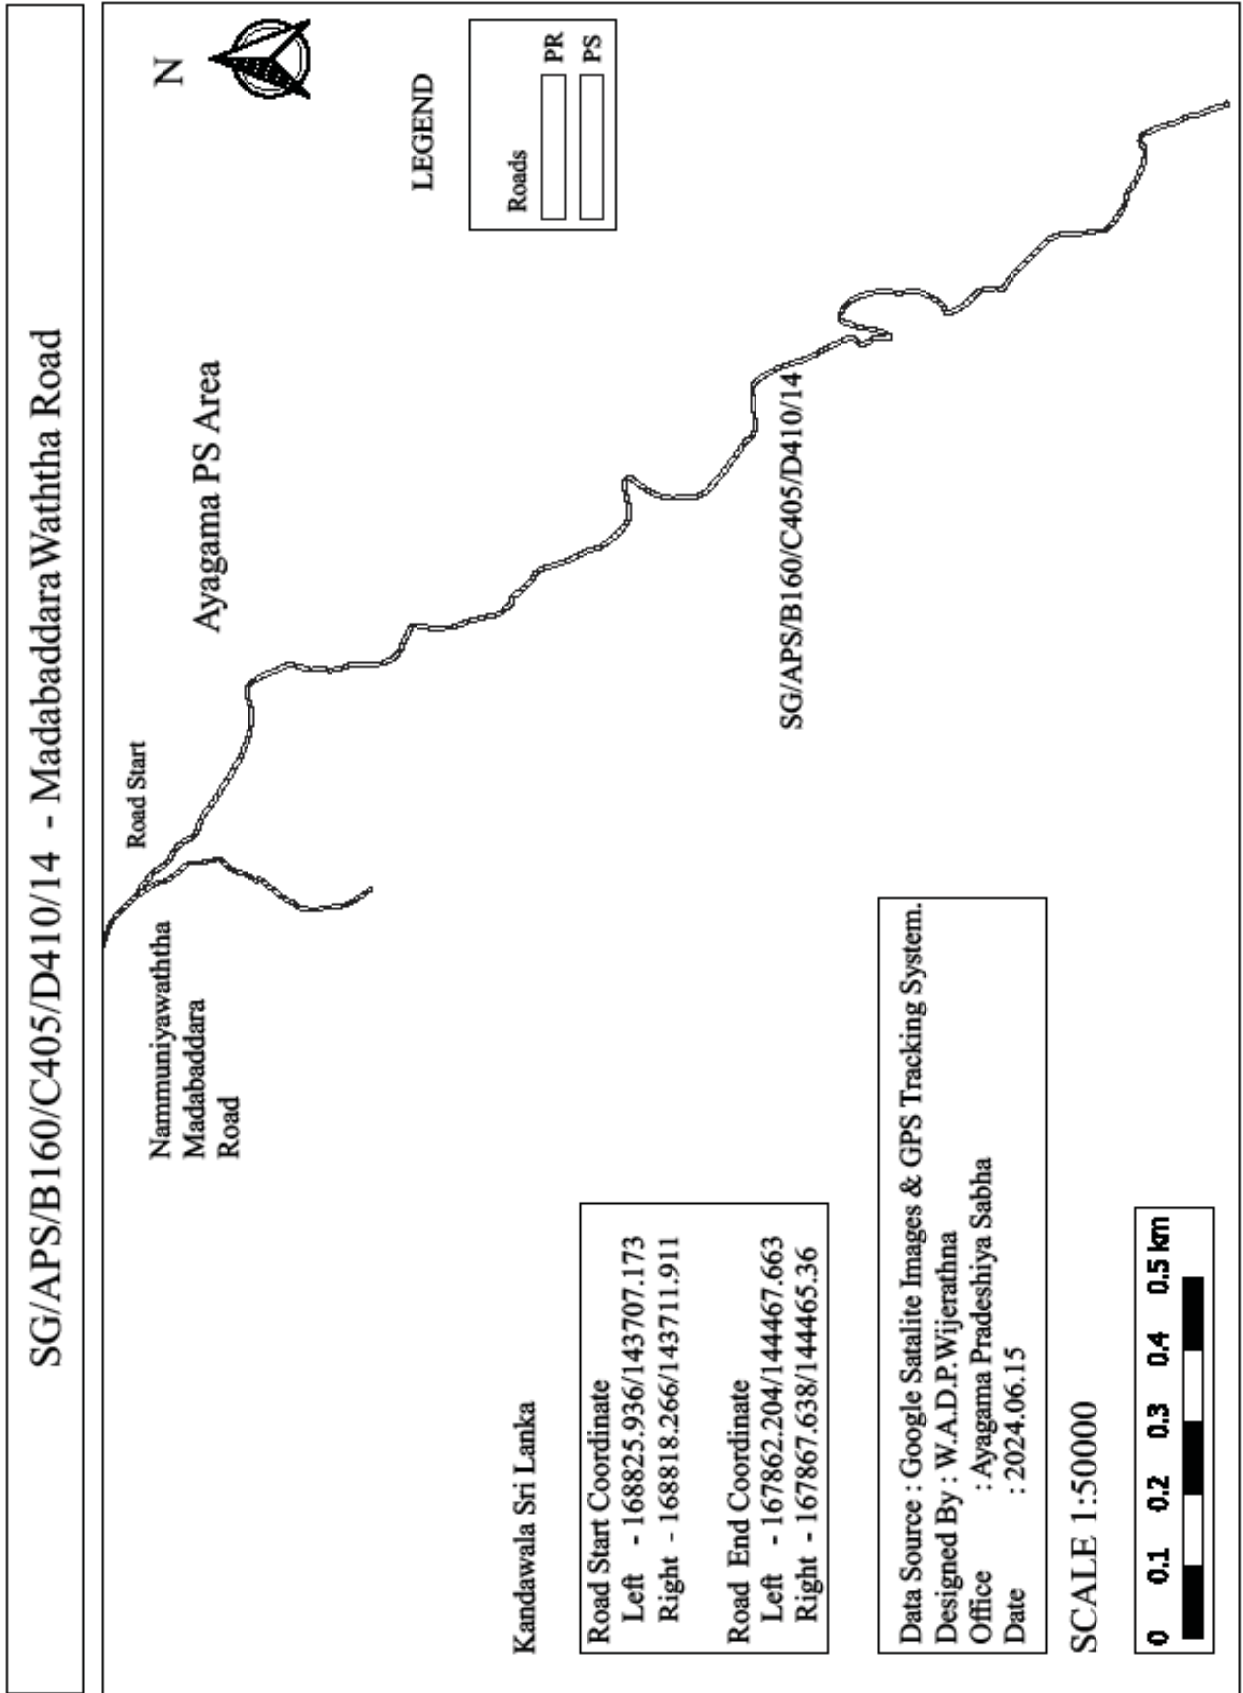 SG/APS/B160/C405/D410/14 - MadabaddaraWaththa Road
N
Road Start
Ayagama PS Area
LEGEND
Roads
PR
PS
Nammuniyawaththa
Madabaddara
Road
SG/APS/B160/C405/D410/14
Kandawala Sri Lanka
Road Start Coordinate
Left - 168825.936/143707.173
Right - 168818.266/143711.911
Road End Coordinate
Left - 167862.204/144467.663
Right - 167867.638/144465.36
Data Source : Google Satalite Images & GPS Tracking System.
Designed By : W.A.D.P.Wijerathna
Office : Ayagama Pradeshiya Sabha
Date : 2024.06.15
SCALE 1:50000
0 0.1 0.2 0.3 0.4 0.5 km